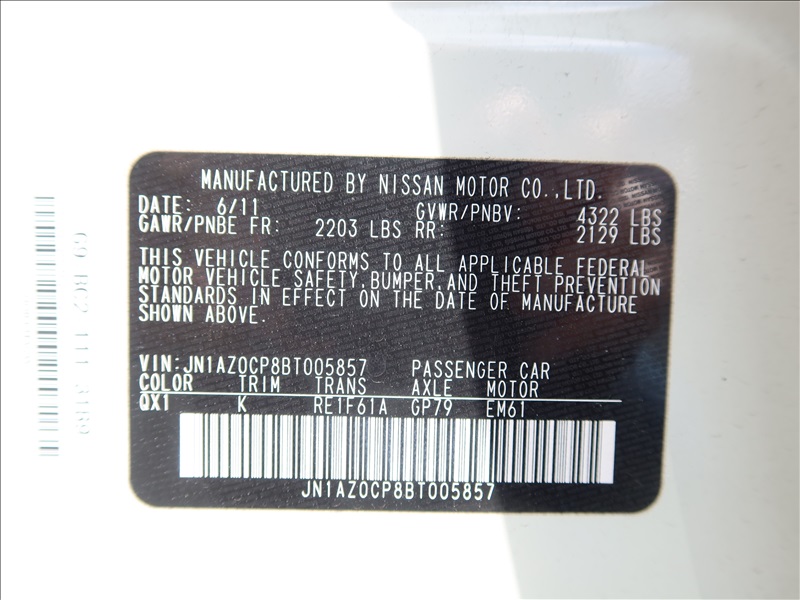 MANUFACTURED BY NISSAN MOTOR CO.,LTD.
DATE: 6/11 GVWR/PNBV: 4322 LBS
GAWR/PNBE FR: 2203 LBS RR: 2129 LBS
THIS VEHICLE CONFORMS TO ALL APPLICABLE FEDERAL
MOTOR VEHICLE SAFETY,BUMPER,AND THEFT PREVENTION
STANDARDS IN EFFECT ON THE DATE OF MANUFACTURE
SHOWN ABOVE.
VIN:JN1AZ0CP8BT005857 PASSENGER CAR
COLOR TRIM TRANS AXLE MOTOR
QX1 K RE1F61A GP79 EM61
JN1AZ0CP8BT005857